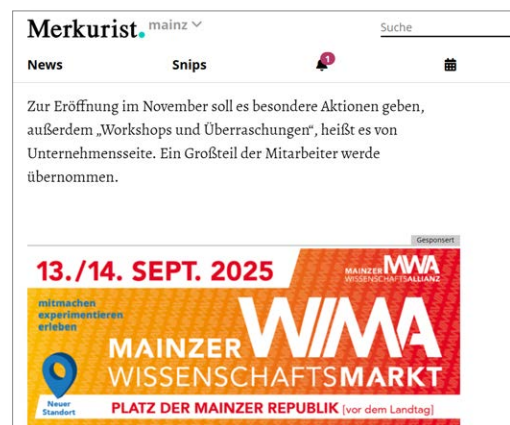 Merkurist. mainz
Suche
News Snips 1
Zur Eröffnung im November soll es besondere Aktionen geben,
außerdem „Workshops und Überraschungen“, heißt es von
Unternehmensseite. Ein Großteil der Mitarbeiter werde
übernommen.
Gesponsert
13./14. SEPT. 2025
MAINZER MWA
WISSENSCHAFTSALLIANZ
mitmachen
experimentieren
erleben
MAINZER WIMA
WISSENSCHAFTSMARKT
Neuer
Standort
PLATZ DER MAINZER REPUBLIK [vor dem Landtag]